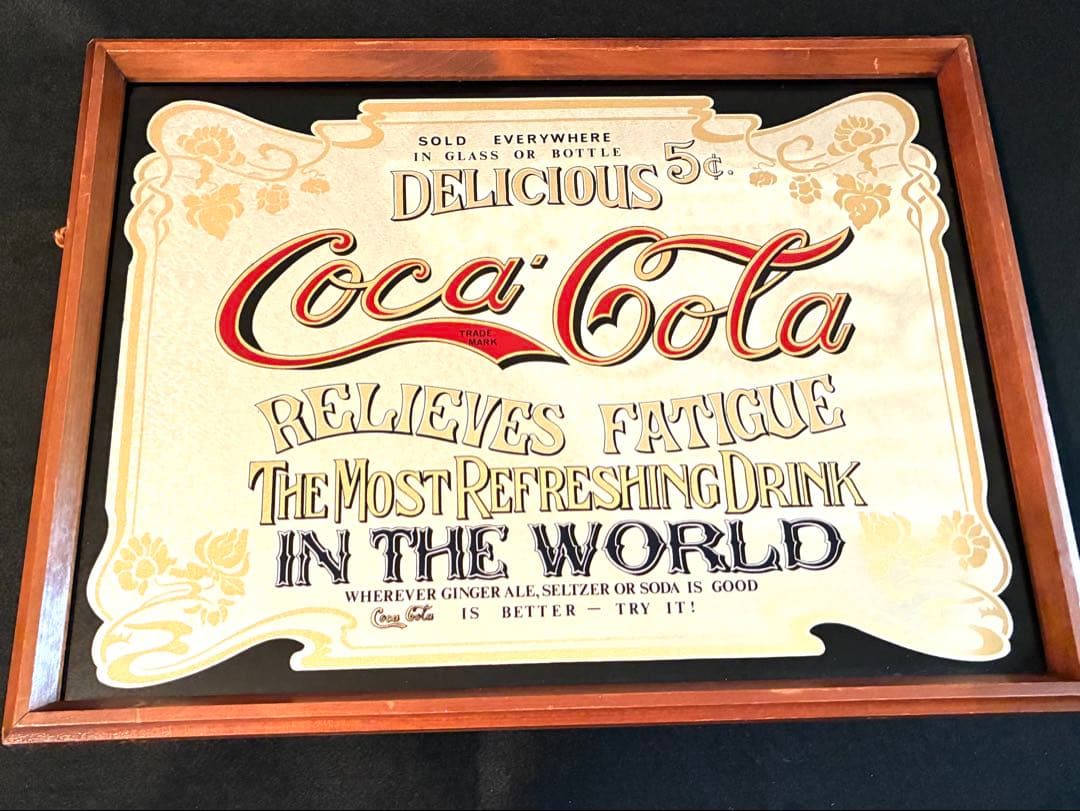 SOLD EVERYWHERE
IN GLASS OR BOTTLE
DELICIOUS 5¢.
Coca-Cola
TRADE
MARK
RELIEVES FATIGUE
THE MOST REFRESHING DRINK
IN THE WORLD
WHEREVER GINGER ALE, SELTZER OR SODA IS GOOD
Coca Cola IS BETTER — TRY IT!